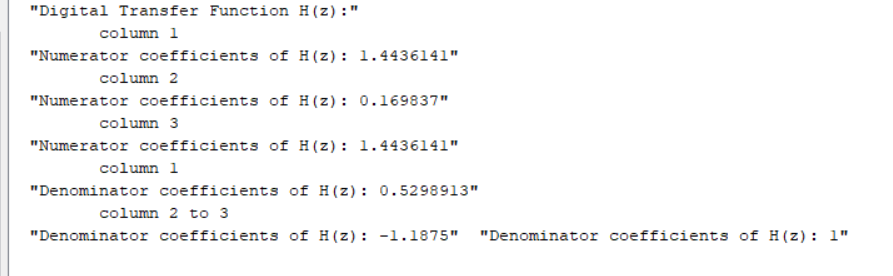 "Digital Transfer Function H(z):"
column 1
"Numerator coefficients of H(z): 1.4436141"
column 2
"Numerator coefficients of H(z): 0.169837"
column 3
"Numerator coefficients of H(z): 1.4436141"
column 1
"Denominator coefficients of H(z): 0.5298913"
column 2 to 3
"Denominator coefficients of H(z): -1.1875"  "Denominator coefficients of H(z): 1"